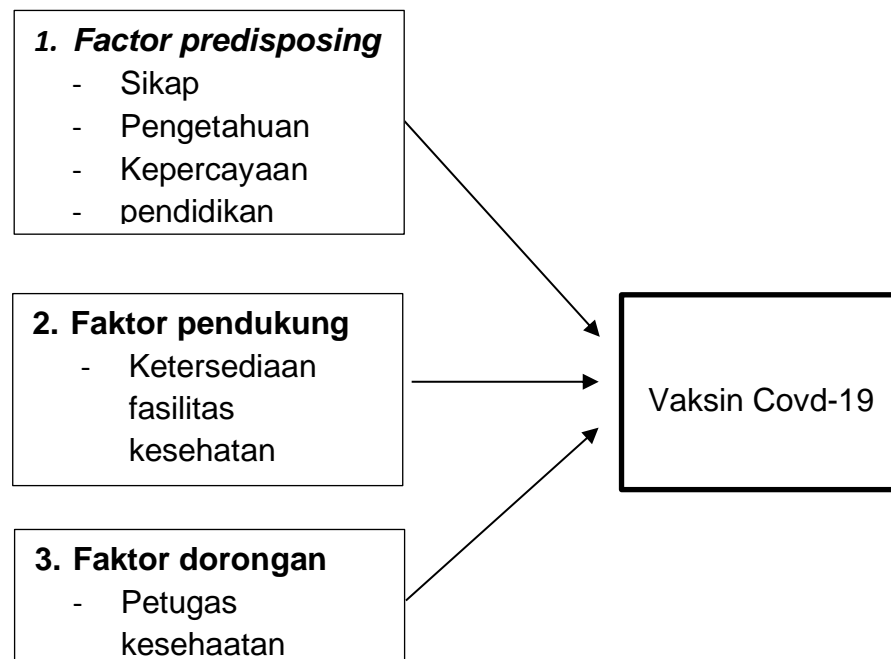 1. Factor predisposing
- Sikap
- Pengetahuan
- Kepercayaan
- pendidikan
2. Faktor pendukung
- Ketersediaan
fasilitas
kesehatan
Vaksin Covd-19
3. Faktor dorongan
- Petugas
kesehaatan